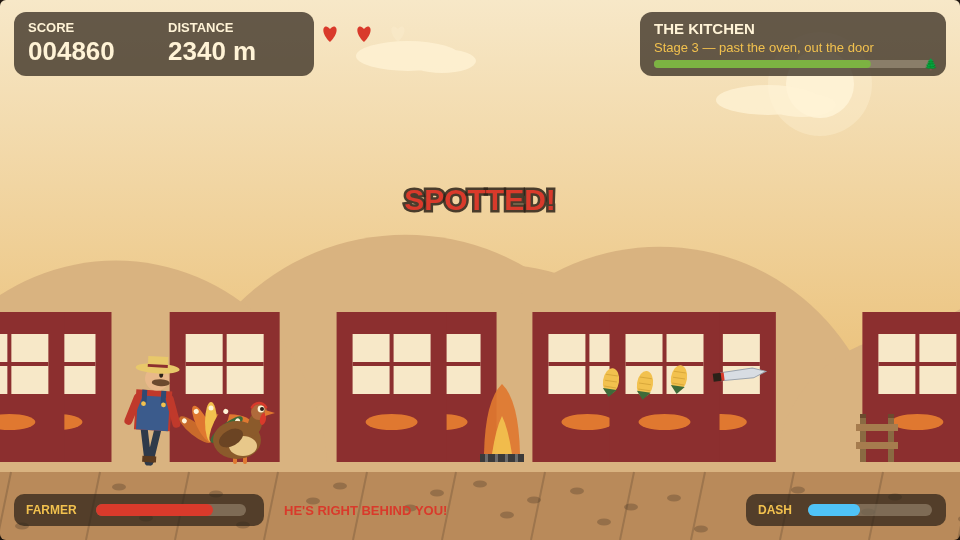 SCORE
DISTANCE
004860
2340 m
THE KITCHEN
Stage 3 — past the oven, out the door
SPOTTED!
FARMER
HE'S RIGHT BEHIND YOU!
DASH